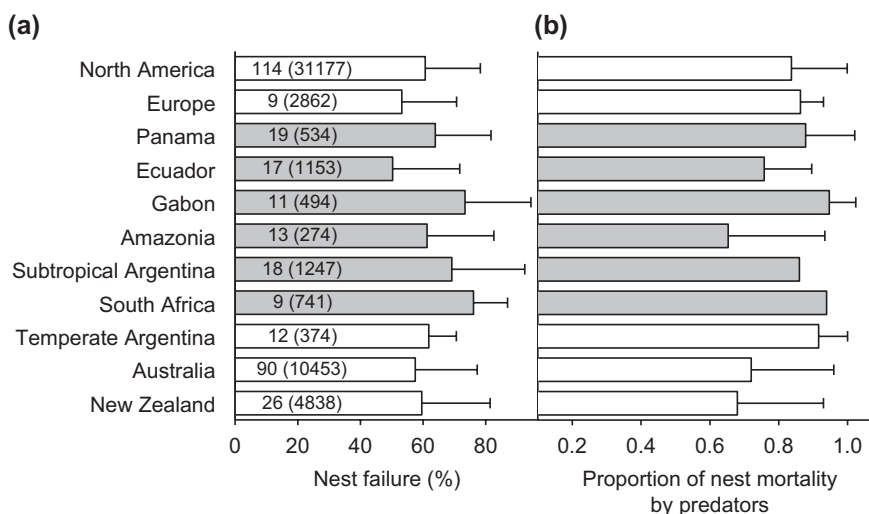 (a)
(b)
North America 114 (31177)
Europe 9 (2862)
Panama 19 (534)
Ecuador 17 (1153)
Gabon 11 (494)
Amazonia 13 (274)
Subtropical Argentina 18 (1247)
South Africa 9 (741)
Temperate Argentina 12 (374)
Australia 90 (10453)
New Zealand 26 (4838)
0 20 40 60 80
0.2 0.4 0.6 0.8 1.0
Nest failure (%)
Proportion of nest mortality
by predators